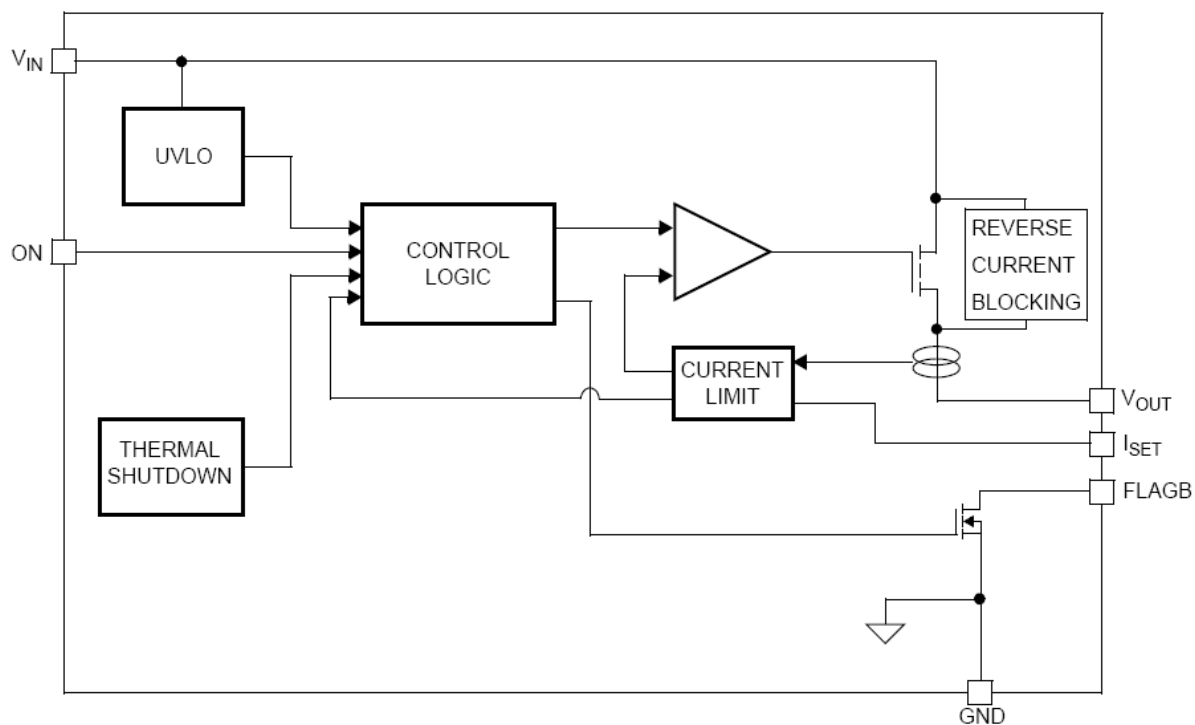 VIN
UVLO
ON
CONTROL
LOGIC
REVERSE
CURRENT
BLOCKING
CURRENT
LIMIT
VOUT
THERMAL
SHUTDOWN
ISET
FLAGB
GND